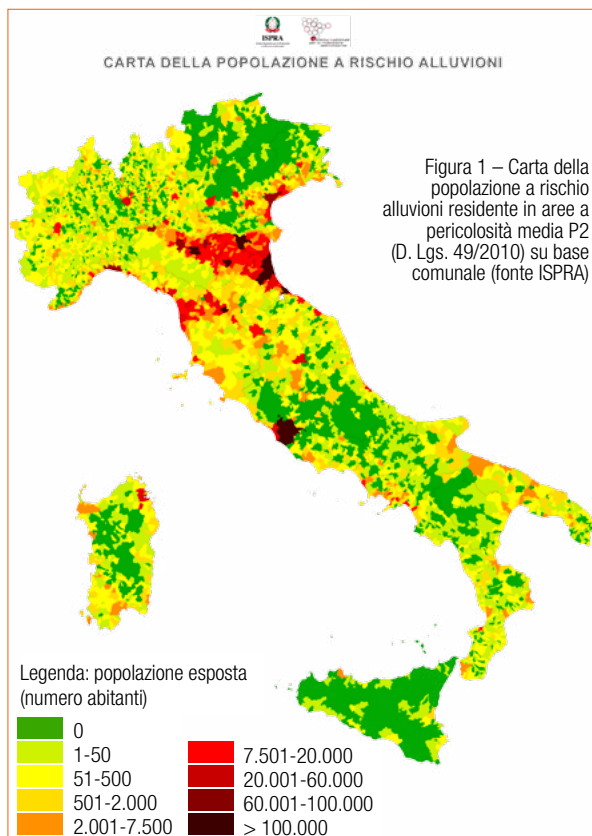 ISPRA
CARTA DELLA POPOLAZIONE A RISCHIO ALLUVIONI
Figura 1 – Carta della
popolazione a rischio
alluvioni residente in aree a
pericolosità media P2
(D. Lgs. 49/2010) su base
comunale (fonte ISPRA)
Legenda: popolazione esposta
(numero abitanti)
0
1-50
51-500
501-2.000
2.001-7.500
7.501-20.000
20.001-60.000
60.001-100.000
> 100.000